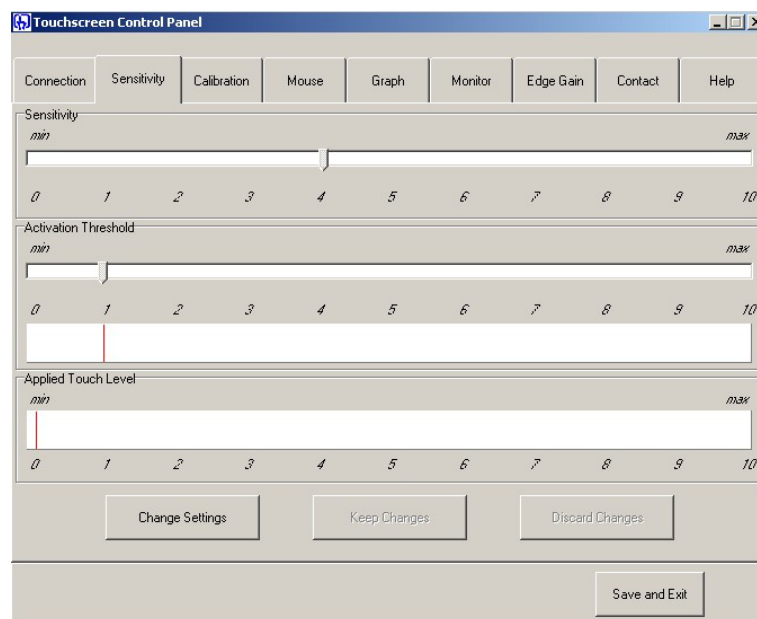 Touchscreen Control Panel
Connection Sensitivity Calibration Mouse Graph Monitor Edge Gain Contact Help
Sensitivity
min max
0 1 2 3 4 5 6 7 8 9 10
Activation Threshold
min max
0 1 2 3 4 5 6 7 8 9 10
Applied Touch Level
min max
0 1 2 3 4 5 6 7 8 9 10
Change Settings Keep Changes Discard Changes
Save and Exit